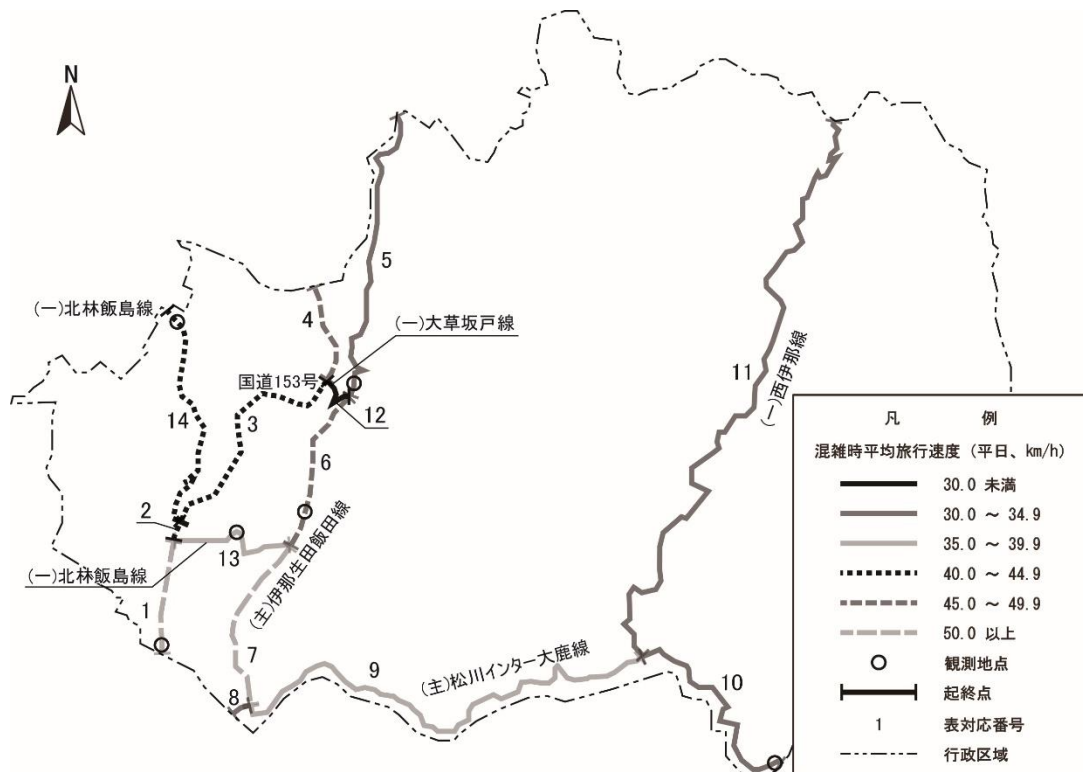 N
5
(一)北林飯島線
4
(一)大草坂戸線
国道153号
11
(一)西伊那線
14
3
12
6
2
13
(一)北林飯島線
(主)伊那生田飯田線
1
7
9
(主)松川インター大鹿線
10
8
凡 例
混雑時平均旅行速度 (平日、km/h)
30.0 未満
30.0 ~ 34.9
35.0 ~ 39.9
40.0 ~ 44.9
45.0 ~ 49.9
50.0 以上
観測地点
起終点
1 表対応番号
行政区域